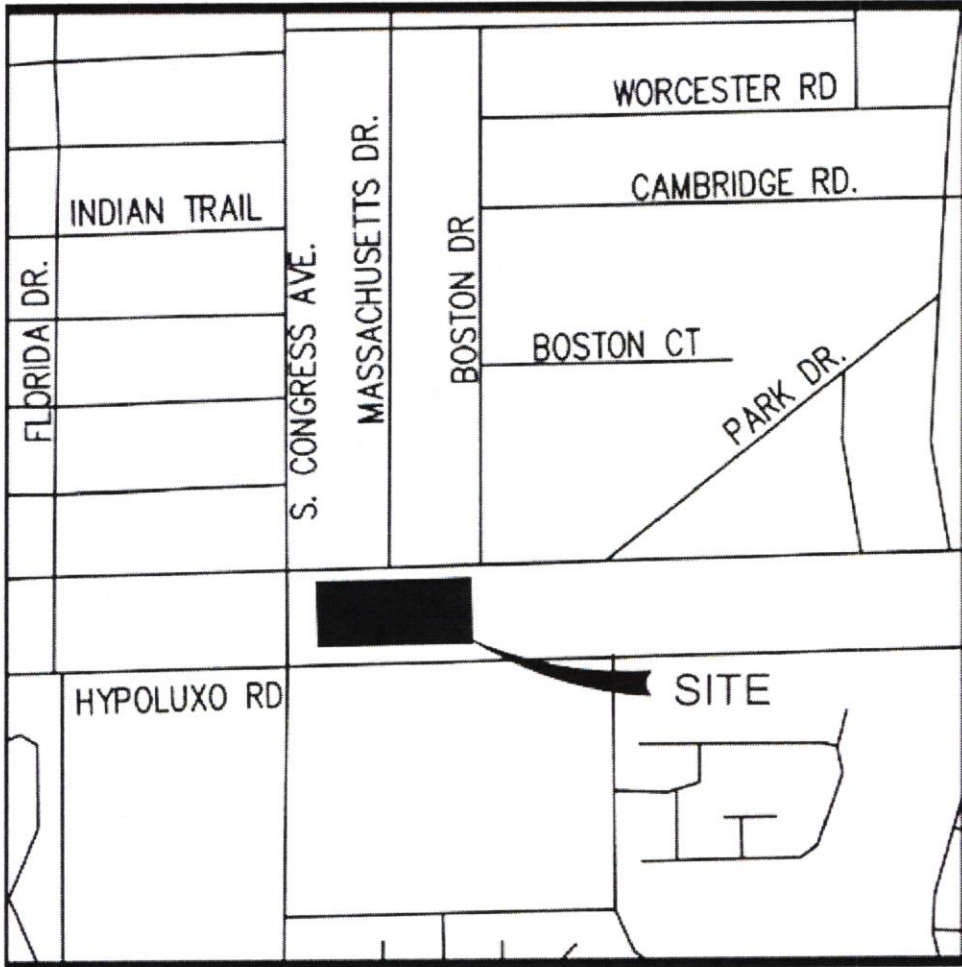 WORCESTER RD
CAMBRIDGE RD.
INDIAN TRAIL
FLORIDA DR.
S. CONGRESS AVE.
MASSACHUSETTS DR.
BOSTON DR
BOSTON CT
PARK DR.
HYPOLUXO RD
SITE